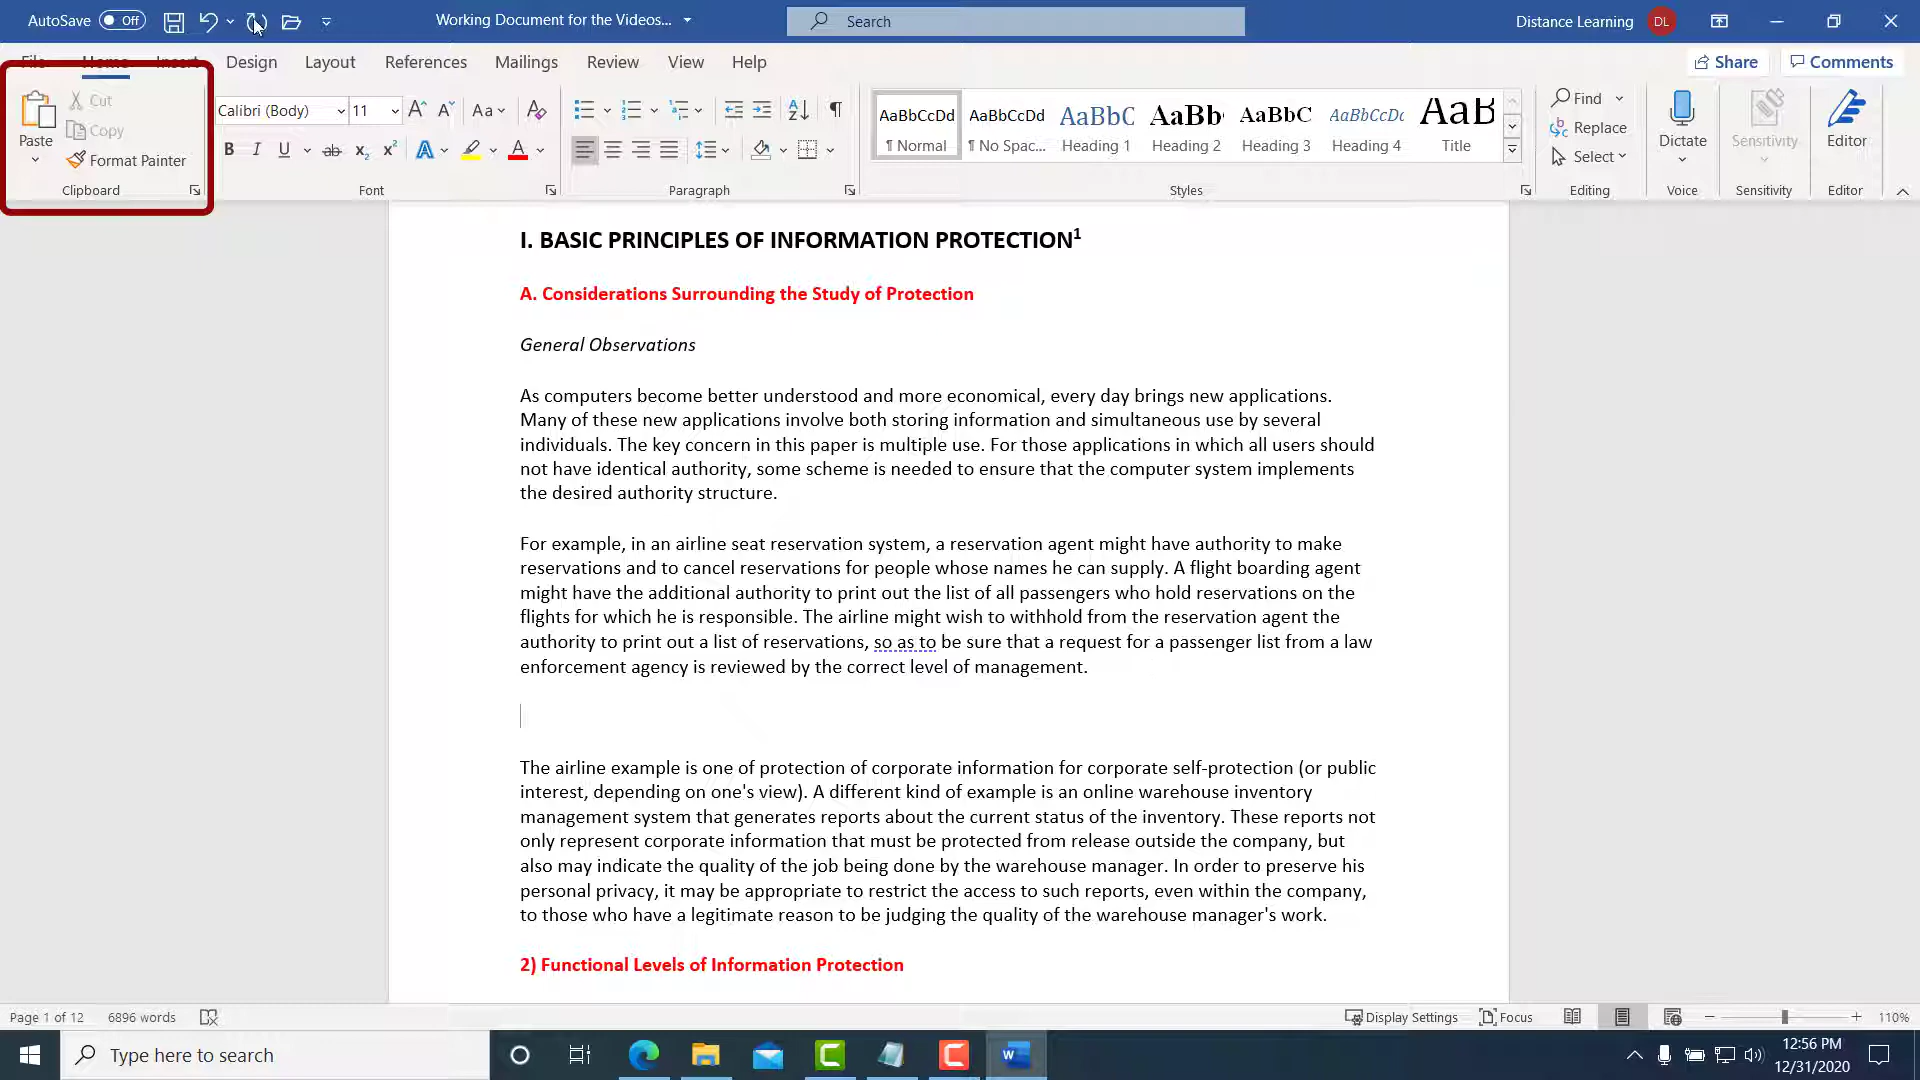 AutoSave Off
Working Document for the Videos...
Search
Distance Learning DL
File Home Insert Design Layout References Mailings Review View Help
Share Comments
Paste
Cut
Copy
Format Painter
Clipboard
Calibri (Body) 11
Font
Paragraph
AaBbCcDd AaBbCcDd AaBbC AaBb AaBbC AaBbCcDc AaB
¶ Normal ¶ No Spac... Heading 1 Heading 2 Heading 3 Heading 4 Title
Styles
Find
Replace
Select
Editing
Dictate
Voice
Sensitivity
Sensitivity
Editor
Editor
I. BASIC PRINCIPLES OF INFORMATION PROTECTION1
A. Considerations Surrounding the Study of Protection
General Observations
As computers become better understood and more economical, every day brings new applications.
Many of these new applications involve both storing information and simultaneous use by several
individuals. The key concern in this paper is multiple use. For those applications in which all users should
not have identical authority, some scheme is needed to ensure that the computer system implements
the desired authority structure.
For example, in an airline seat reservation system, a reservation agent might have authority to make
reservations and to cancel reservations for people whose names he can supply. A flight boarding agent
might have the additional authority to print out the list of all passengers who hold reservations on the
flights for which he is responsible. The airline might wish to withhold from the reservation agent the
authority to print out a list of reservations, so as to be sure that a request for a passenger list from a law
enforcement agency is reviewed by the correct level of management.
The airline example is one of protection of corporate information for corporate self-protection (or public
interest, depending on one's view). A different kind of example is an online warehouse inventory
management system that generates reports about the current status of the inventory. These reports not
only represent corporate information that must be protected from release outside the company, but
also may indicate the quality of the job being done by the warehouse manager. In order to preserve his
personal privacy, it may be appropriate to restrict the access to such reports, even within the company,
to those who have a legitimate reason to be judging the quality of the warehouse manager's work.
2) Functional Levels of Information Protection
Page 1 of 12 6896 words
Display Settings Focus 110%
Type here to search
12:56 PM
12/31/2020